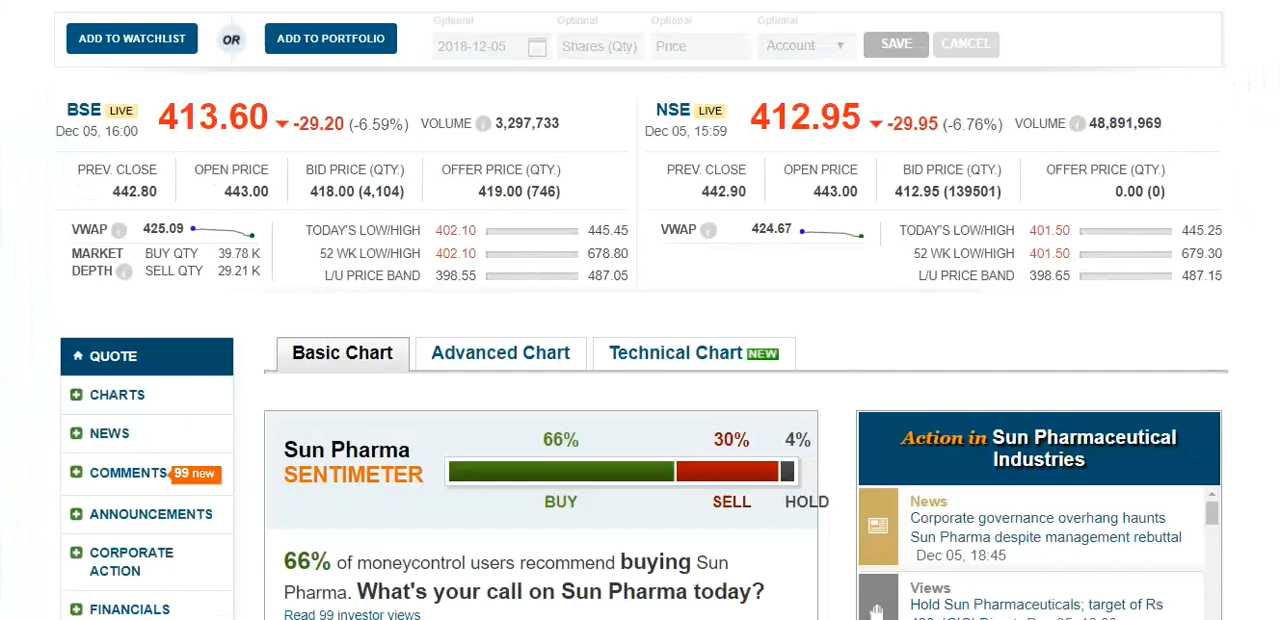 Optional Optional Optional Optional
ADD TO WATCHLIST OR ADD TO PORTFOLIO 2018-12-05 Shares (Qty) Price Account SAVE CANCEL
BSE LIVE 413.60 -29.20 (-6.59%) VOLUME 3,297,733
Dec 05, 16:00
PREV. CLOSE OPEN PRICE BID PRICE (QTY.) OFFER PRICE (QTY.)
442.80 443.00 418.00 (4,104) 419.00 (746)
VWAP 425.09
MARKET DEPTH BUY QTY 39.78 K
SELL QTY 29.21 K
TODAY'S LOW/HIGH 402.10 445.45
52 WK LOW/HIGH 402.10 678.80
L/U PRICE BAND 398.55 487.05
NSE LIVE 412.95 -29.95 (-6.76%) VOLUME 48,891,969
Dec 05, 15:59
PREV. CLOSE OPEN PRICE BID PRICE (QTY.) OFFER PRICE (QTY.)
442.90 443.00 412.95 (139501) 0.00 (0)
VWAP 424.67
TODAY'S LOW/HIGH 401.50 445.25
52 WK LOW/HIGH 401.50 679.30
L/U PRICE BAND 398.65 487.15
QUOTE
CHARTS
NEWS
COMMENTS 99 new
ANNOUNCEMENTS
CORPORATE
ACTION
FINANCIALS
Basic Chart Advanced Chart Technical Chart NEW
Sun Pharma
SENTIMETER
66% 30% 4%
BUY SELL HOLD
66% of moneycontrol users recommend buying Sun
Pharma. What's your call on Sun Pharma today?
Read 99 investor views
Action in Sun Pharmaceutical
Industries
News
Corporate governance overhang haunts
Sun Pharma despite management rebuttal
Dec 05, 18:45
Views
Hold Sun Pharmaceuticals; target of Rs